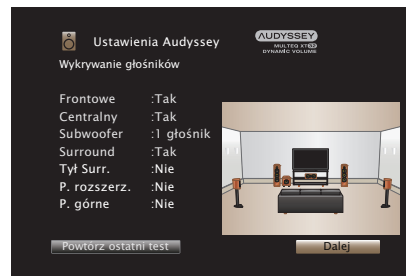 Ustawienia Audyssey
AUDYSSEY
MULTEQ XT32
DYNAMIC VOLUME
Wykrywanie głośników
Frontowe :Tak
Centralny :Tak
Subwoofer :1 głośnik
Surround :Tak
Tył Surr. :Nie
P. rozszerz. :Nie
P. górne :Nie
Powtórz ostatni test
Dalej